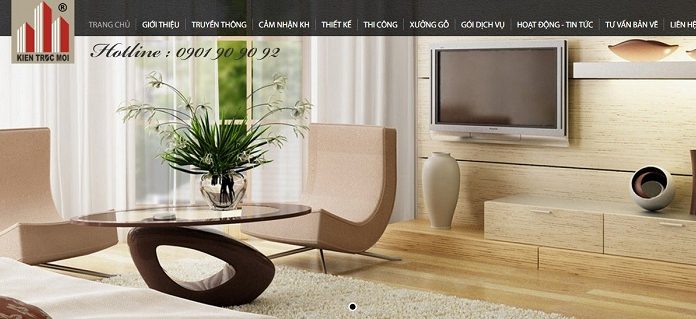 ®
KIEN TRUC MOI
TRANG CHỦ GIỚI THIỆU TRUYỀN THÔNG CẢM NHẬN KH THIẾT KẾ THI CÔNG XƯỞNG GỖ GÓI DỊCH VỤ HOẠT ĐỘNG - TIN TỨC TƯ VẤN BẢN VẼ LIÊN HỆ
Hotline : 0901 90 90 92